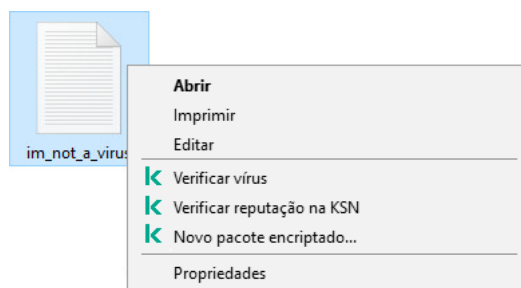 im_not_a_virus
Abrir
Imprimir
Editar
Verificar vírus
Verificar reputação na KSN
Novo pacote encriptado...
Propriedades